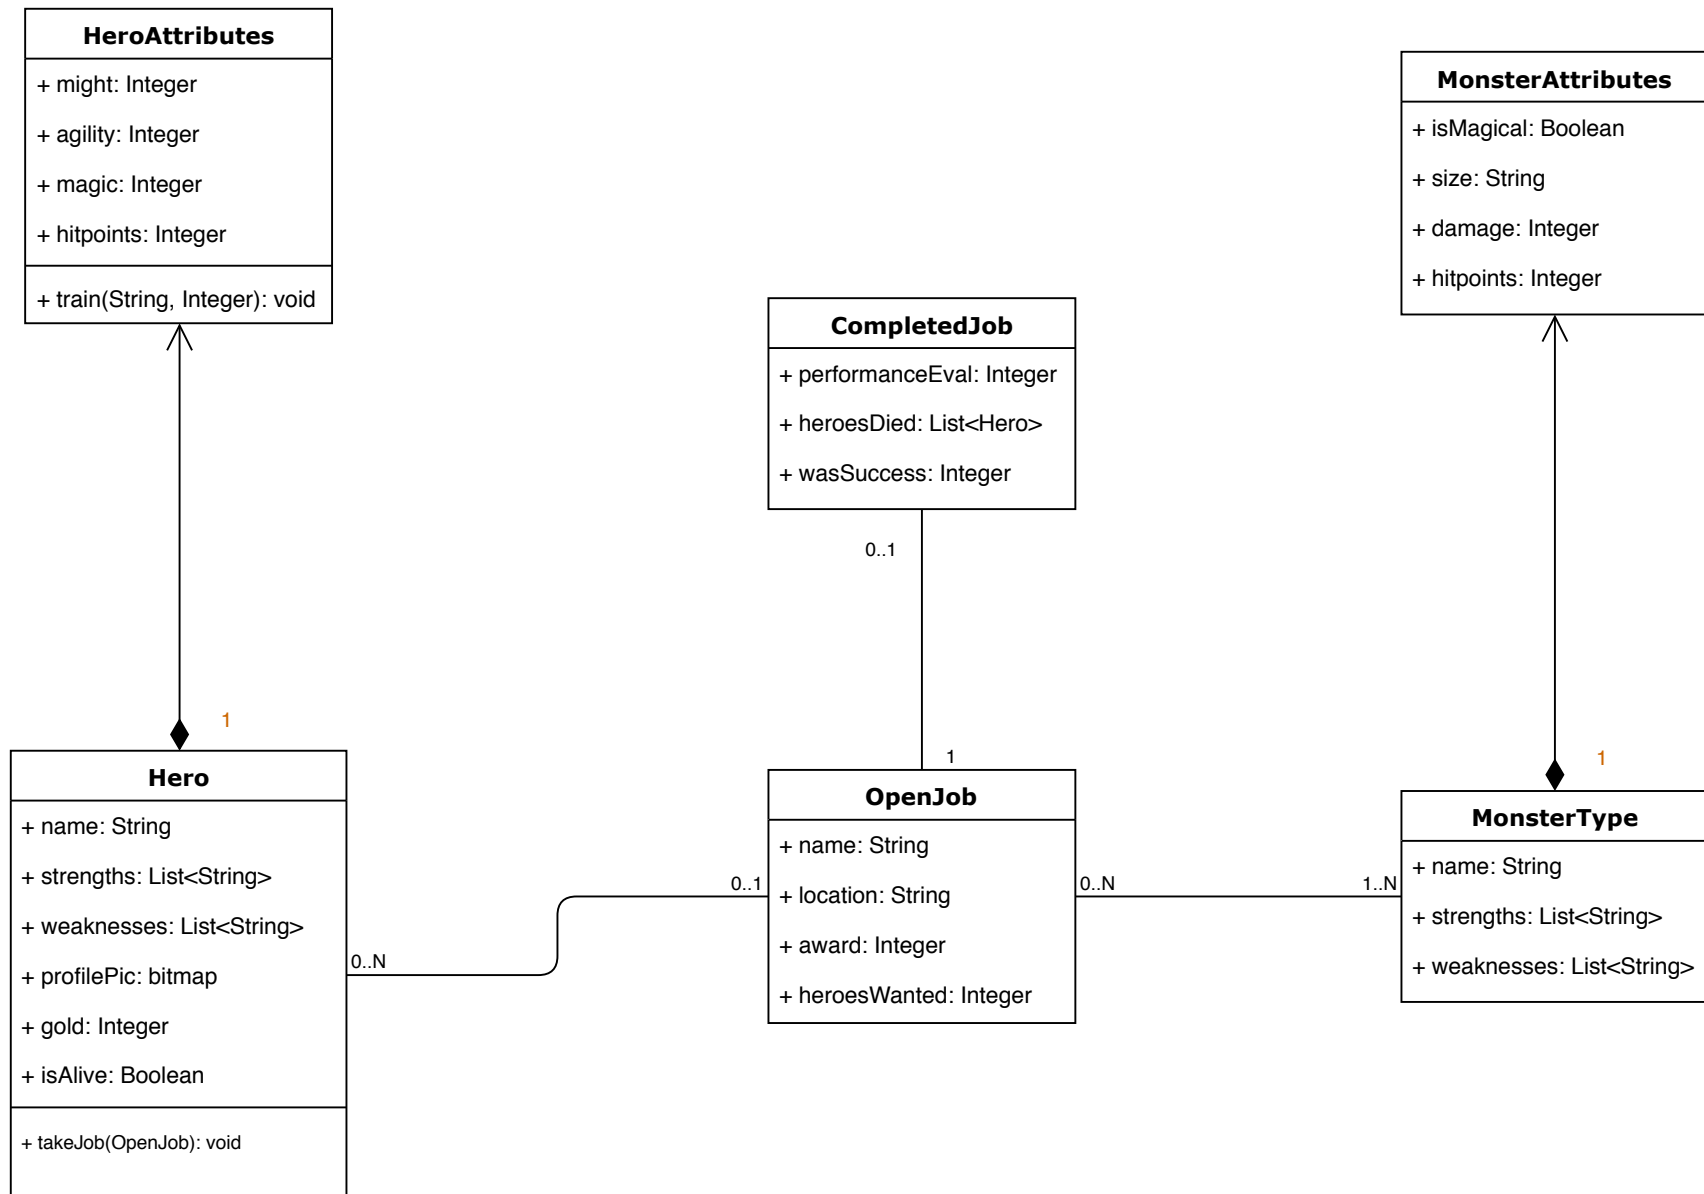 HeroAttributes
+ might: Integer
+ agility: Integer
+ magic: Integer
+ hitpoints: Integer
+ train(String, Integer): void
MonsterAttributes
+ isMagical: Boolean
+ size: String
+ damage: Integer
+ hitpoints: Integer
CompletedJob
+ performanceEval: Integer
+ heroesDied: List<Hero>
+ wasSuccess: Integer
0..1
1
1
1
Hero
+ name: String
+ strengths: List<String>
+ weaknesses: List<String>
+ profilePic: bitmap
+ gold: Integer
+ isAlive: Boolean
+ takeJob(OpenJob): void
0..N
0..1
OpenJob
+ name: String
+ location: String
+ award: Integer
+ heroesWanted: Integer
0..N
1..N
MonsterType
+ name: String
+ strengths: List<String>
+ weaknesses: List<String>